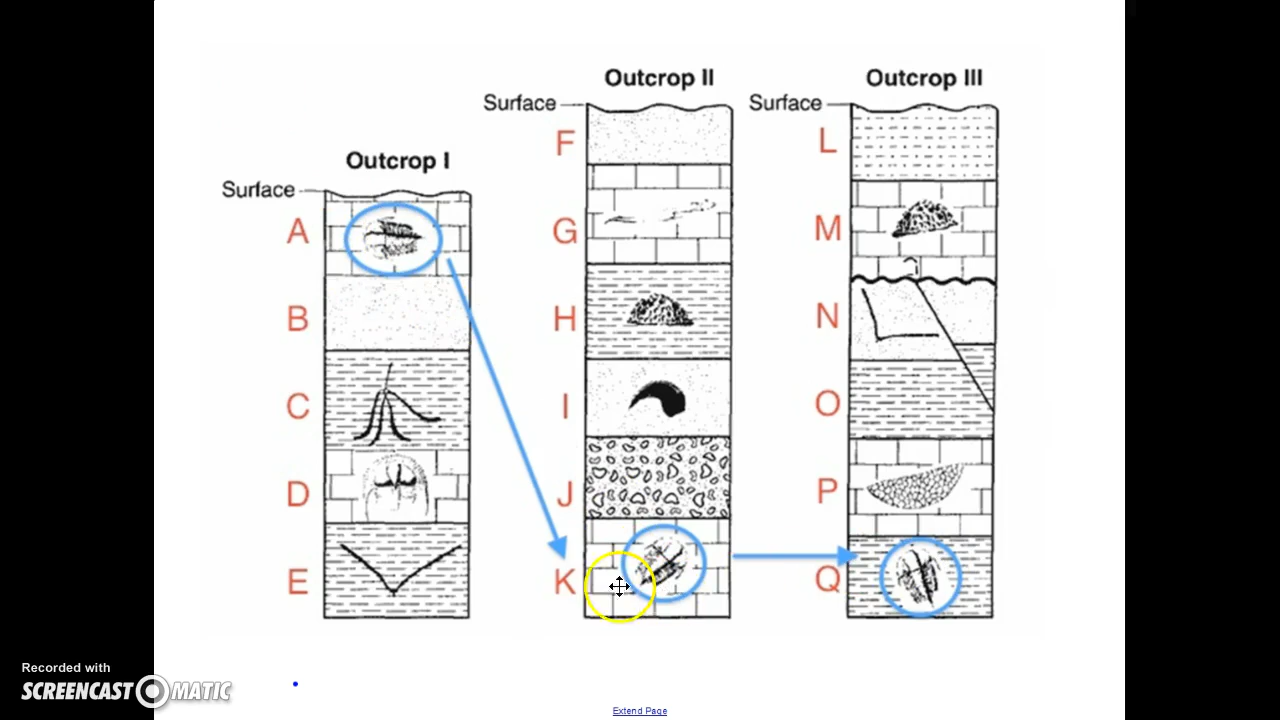 Outcrop I
Surface
A
B
C
D
E
Outcrop II
Surface
F
G
H
I
J
K
Outcrop III
Surface
L
M
N
O
P
Q
Recorded with
SCREENCAST O MATIC
Extend Page